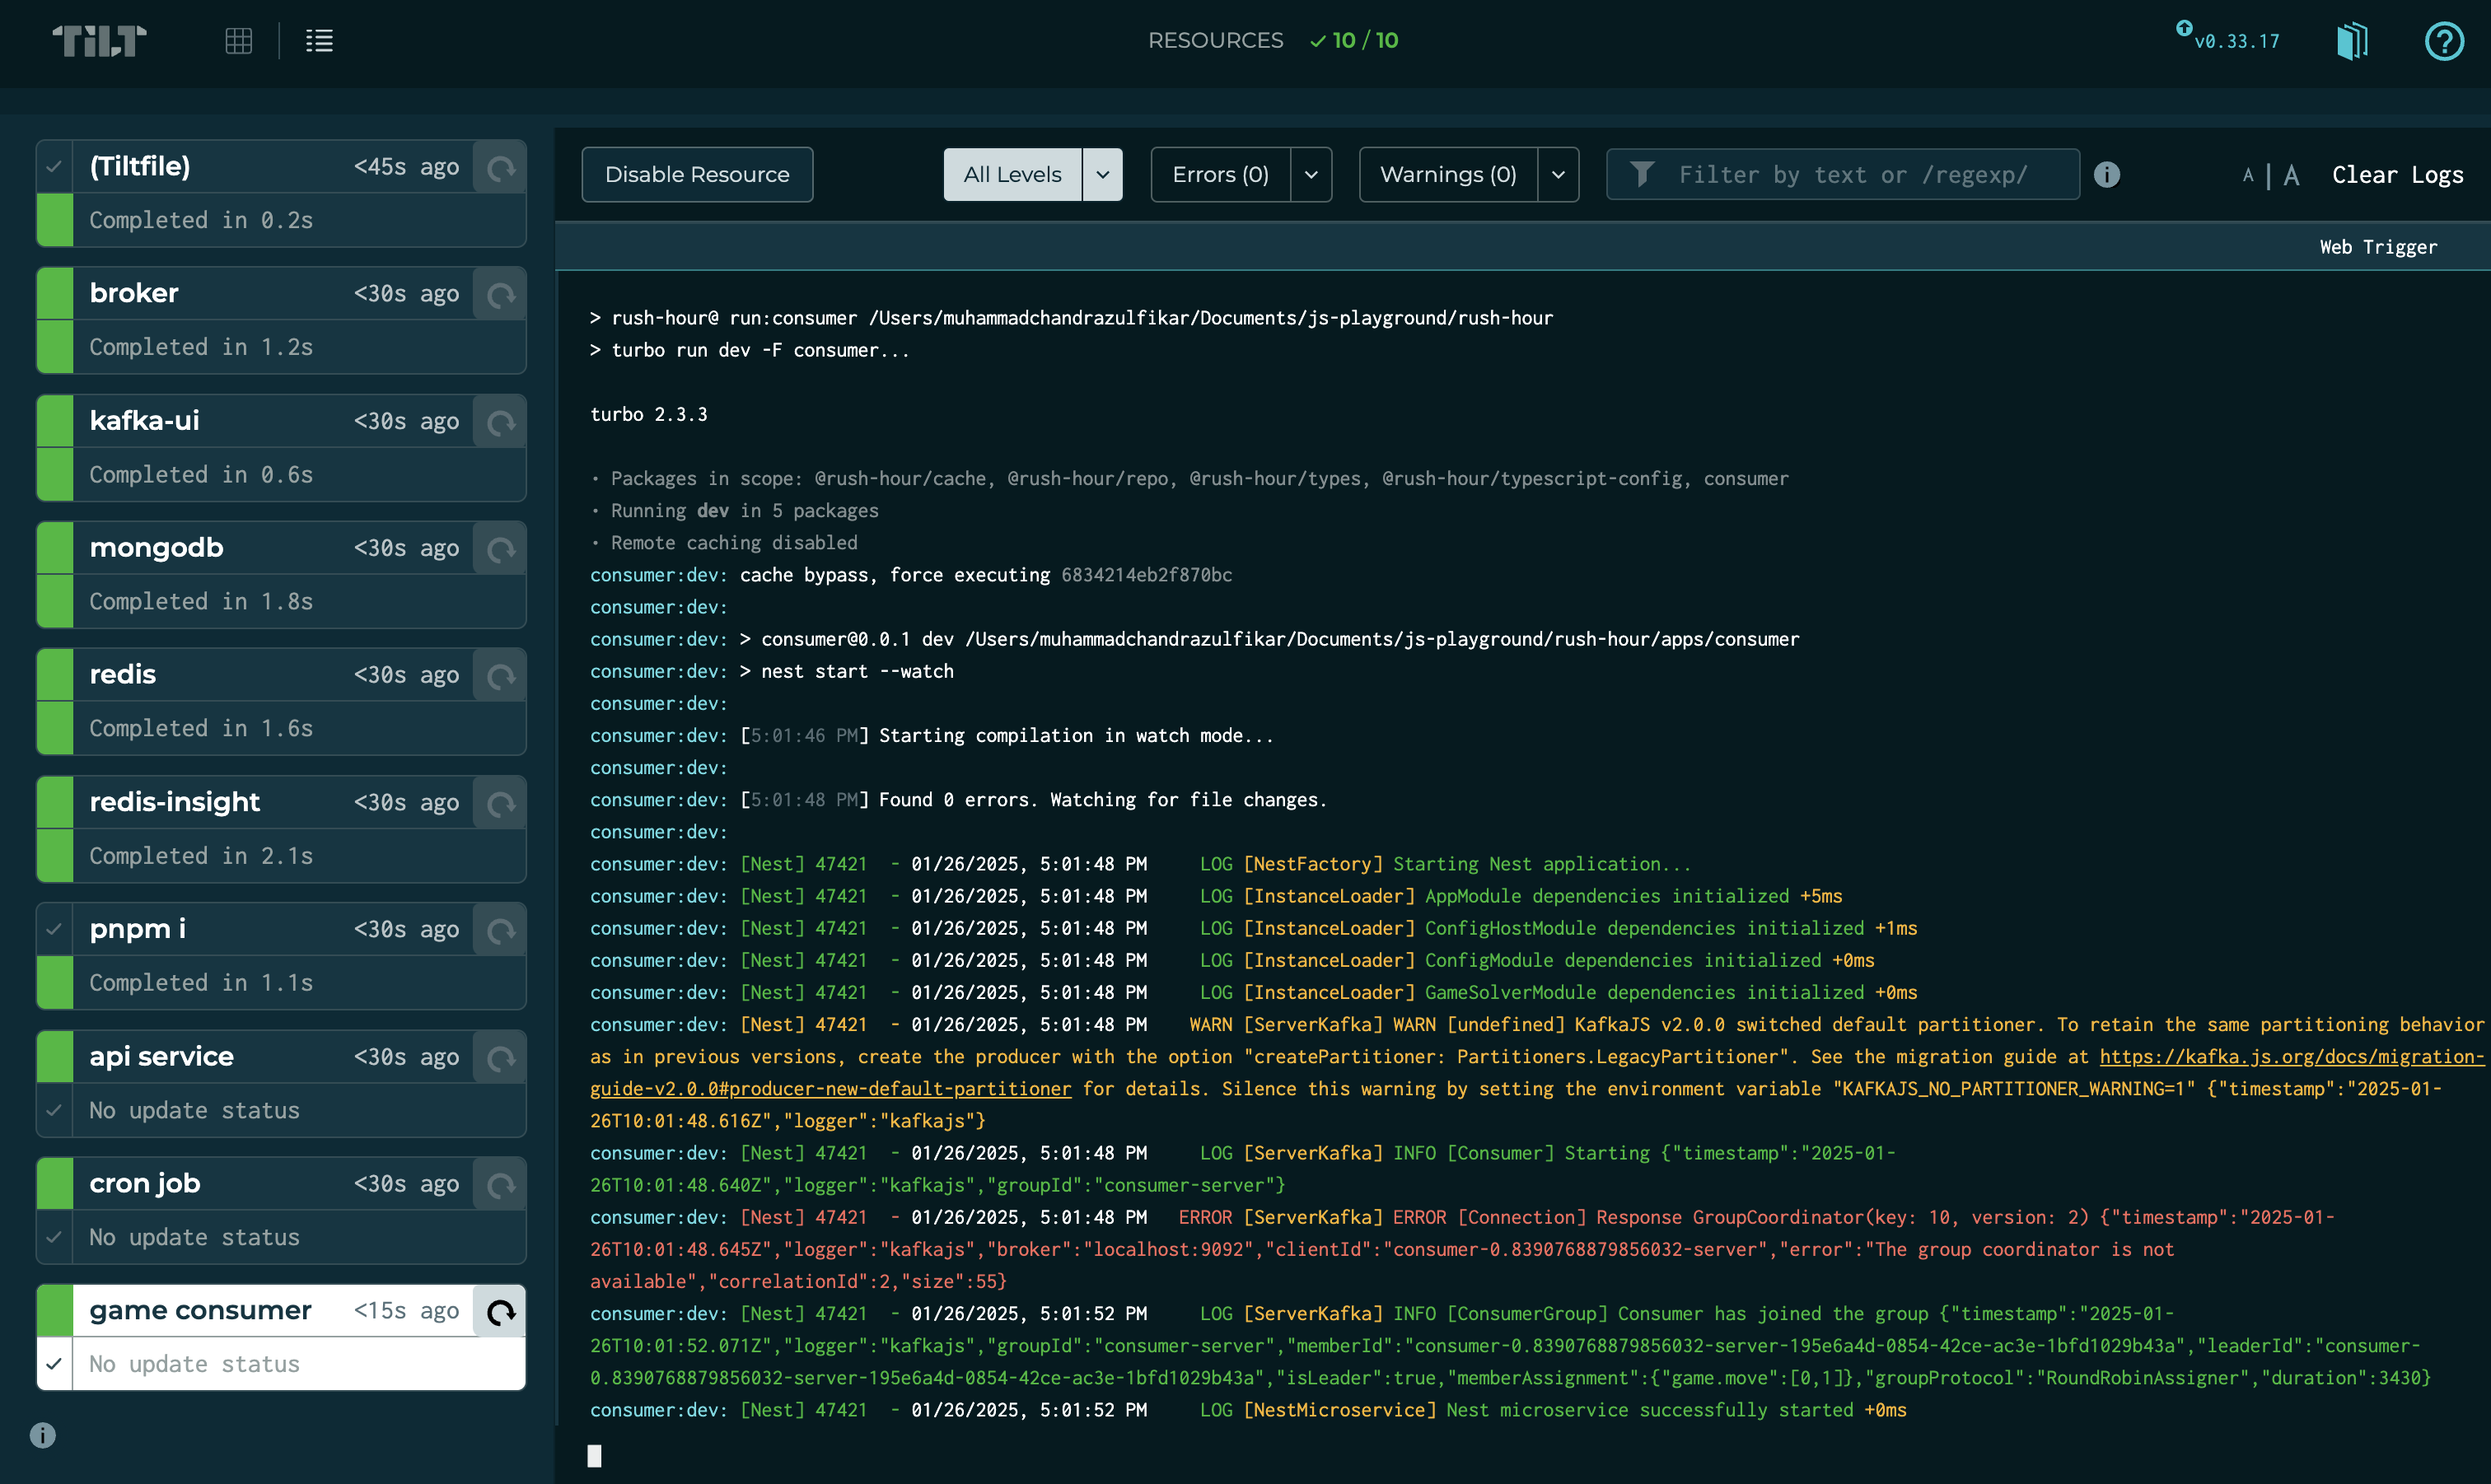 TiLT
RESOURCES 10 / 10
v0.33.17
(Tiltfile) <45s ago
Completed in 0.2s
broker <30s ago
Completed in 1.2s
kafka-ui <30s ago
Completed in 0.6s
mongodb <30s ago
Completed in 1.8s
redis <30s ago
Completed in 1.6s
redis-insight <30s ago
Completed in 2.1s
pnpm i <30s ago
Completed in 1.1s
api service <30s ago
No update status
cron job <30s ago
No update status
game consumer <15s ago
No update status
Disable Resource All Levels Errors (0) Warnings (0) Filter by text or /regexp/ A | A Clear Logs
Web Trigger
> rush-hour@ run:consumer /Users/muhammadchandrazulfikar/Documents/js-playground/rush-hour
> turbo run dev -F consumer...
turbo 2.3.3
• Packages in scope: @rush-hour/cache, @rush-hour/repo, @rush-hour/types, @rush-hour/typescript-config, consumer
• Running dev in 5 packages
• Remote caching disabled
consumer:dev: cache bypass, force executing 6834214eb2f870bc
consumer:dev:
consumer:dev: > consumer@0.0.1 dev /Users/muhammadchandrazulfikar/Documents/js-playground/rush-hour/apps/consumer
consumer:dev: > nest start --watch
consumer:dev:
consumer:dev: [5:01:46 PM] Starting compilation in watch mode...
consumer:dev:
consumer:dev: [5:01:48 PM] Found 0 errors. Watching for file changes.
consumer:dev:
consumer:dev: [Nest] 47421  - 01/26/2025, 5:01:48 PM     LOG [NestFactory] Starting Nest application...
consumer:dev: [Nest] 47421  - 01/26/2025, 5:01:48 PM     LOG [InstanceLoader] AppModule dependencies initialized +5ms
consumer:dev: [Nest] 47421  - 01/26/2025, 5:01:48 PM     LOG [InstanceLoader] ConfigHostModule dependencies initialized +1ms
consumer:dev: [Nest] 47421  - 01/26/2025, 5:01:48 PM     LOG [InstanceLoader] ConfigModule dependencies initialized +0ms
consumer:dev: [Nest] 47421  - 01/26/2025, 5:01:48 PM     LOG [InstanceLoader] GameSolverModule dependencies initialized +0ms
consumer:dev: [Nest] 47421  - 01/26/2025, 5:01:48 PM    WARN [ServerKafka] WARN [undefined] KafkaJS v2.0.0 switched default partitioner. To retain the same partitioning behavior
as in previous versions, create the producer with the option "createPartitioner: Partitioners.LegacyPartitioner". See the migration guide at https://kafka.js.org/docs/migration-
guide-v2.0.0#producer-new-default-partitioner for details. Silence this warning by setting the environment variable "KAFKAJS_NO_PARTITIONER_WARNING=1" {"timestamp":"2025-01-
26T10:01:48.616Z","logger":"kafkajs"}
consumer:dev: [Nest] 47421  - 01/26/2025, 5:01:48 PM     LOG [ServerKafka] INFO [Consumer] Starting {"timestamp":"2025-01-
26T10:01:48.640Z","logger":"kafkajs","groupId":"consumer-server"}
consumer:dev: [Nest] 47421  - 01/26/2025, 5:01:48 PM   ERROR [ServerKafka] ERROR [Connection] Response GroupCoordinator(key: 10, version: 2) {"timestamp":"2025-01-
26T10:01:48.645Z","logger":"kafkajs","broker":"localhost:9092","clientId":"consumer-0.8390768879856032-server","error":"The group coordinator is not
available","correlationId":2,"size":55}
consumer:dev: [Nest] 47421  - 01/26/2025, 5:01:52 PM     LOG [ServerKafka] INFO [ConsumerGroup] Consumer has joined the group {"timestamp":"2025-01-
26T10:01:52.071Z","logger":"kafkajs","groupId":"consumer-server","memberId":"consumer-0.8390768879856032-server-195e6a4d-0854-42ce-ac3e-1bfd1029b43a","leaderId":"consumer-
0.8390768879856032-server-195e6a4d-0854-42ce-ac3e-1bfd1029b43a","isLeader":true,"memberAssignment":{"game.move":[0,1]},"groupProtocol":"RoundRobinAssigner","duration":3430}
consumer:dev: [Nest] 47421  - 01/26/2025, 5:01:52 PM     LOG [NestMicroservice] Nest microservice successfully started +0ms